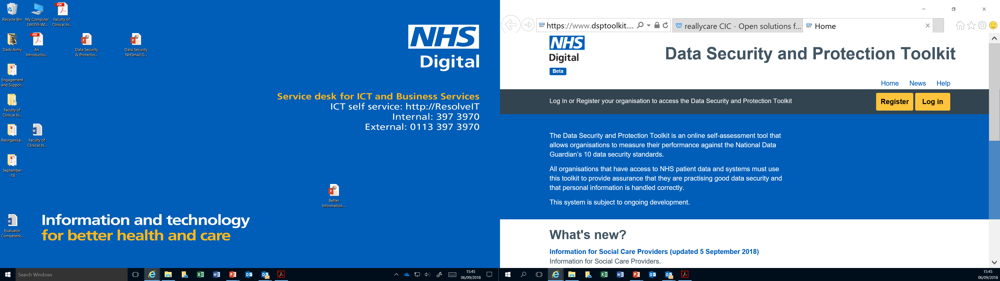 Recycle Bin
My Computer
244359-WI...
Faculty of
Clinical In...
Dads Army
An
Introductio...
Data Security
& Protectio...
Data Security
NHSmail G...
Engagement
and Suppor...
Faculty of
Clinical In...
Reorganisa...
Faculty of
Clinical In...
September
-18
Evaluator
Competenc...
Better
Information ...
NHS
Digital
Service desk for ICT and Business Services
ICT self service: http://ResolveIT
Internal: 397 3970
External: 0113 397 3970
Information and technology
for better health and care
Search Windows
15:45
06/09/2018
https://www.dsptoolkit....
reallycare CIC - Open solutions f...
Home
NHS
Digital
Beta
Data Security and Protection Toolkit
Home News Help
Log In or Register your organisation to access the Data Security and Protection Toolkit
Register
Log in
The Data Security and Protection Toolkit is an online self-assessment tool that
allows organisations to measure their performance against the National Data
Guardian's 10 data security standards.
All organisations that have access to NHS patient data and systems must use
this toolkit to provide assurance that they are practising good data security and
that personal information is handled correctly.
This system is subject to ongoing development.
What's new?
Information for Social Care Providers (updated 5 September 2018)
Information for Social Care Providers.
15:45
06/09/2018